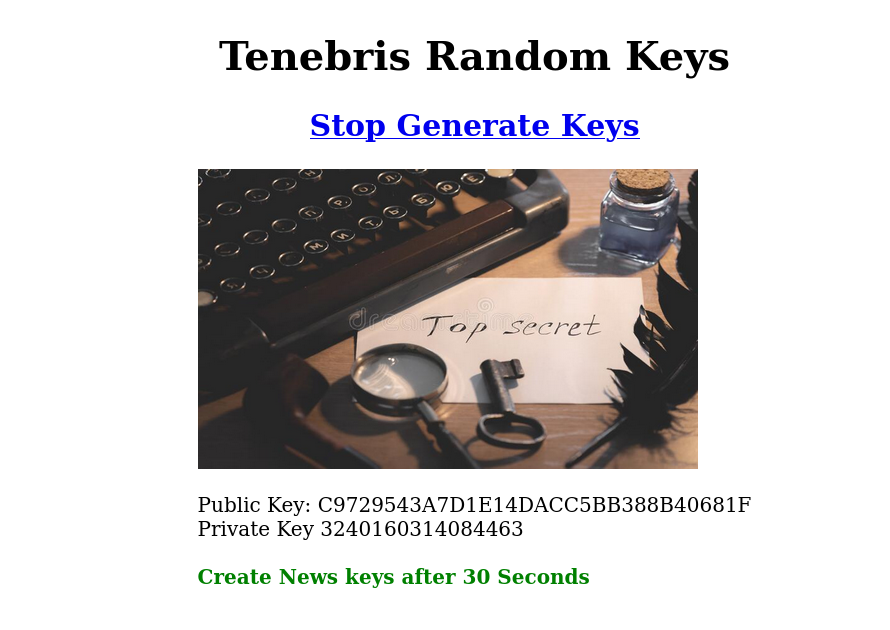 Tenebris Random Keys
Stop Generate Keys
Top secret
Public Key: C9729543A7D1E14DACC5BB388B40681F
Private Key 3240160314084463
Create News keys after 30 Seconds